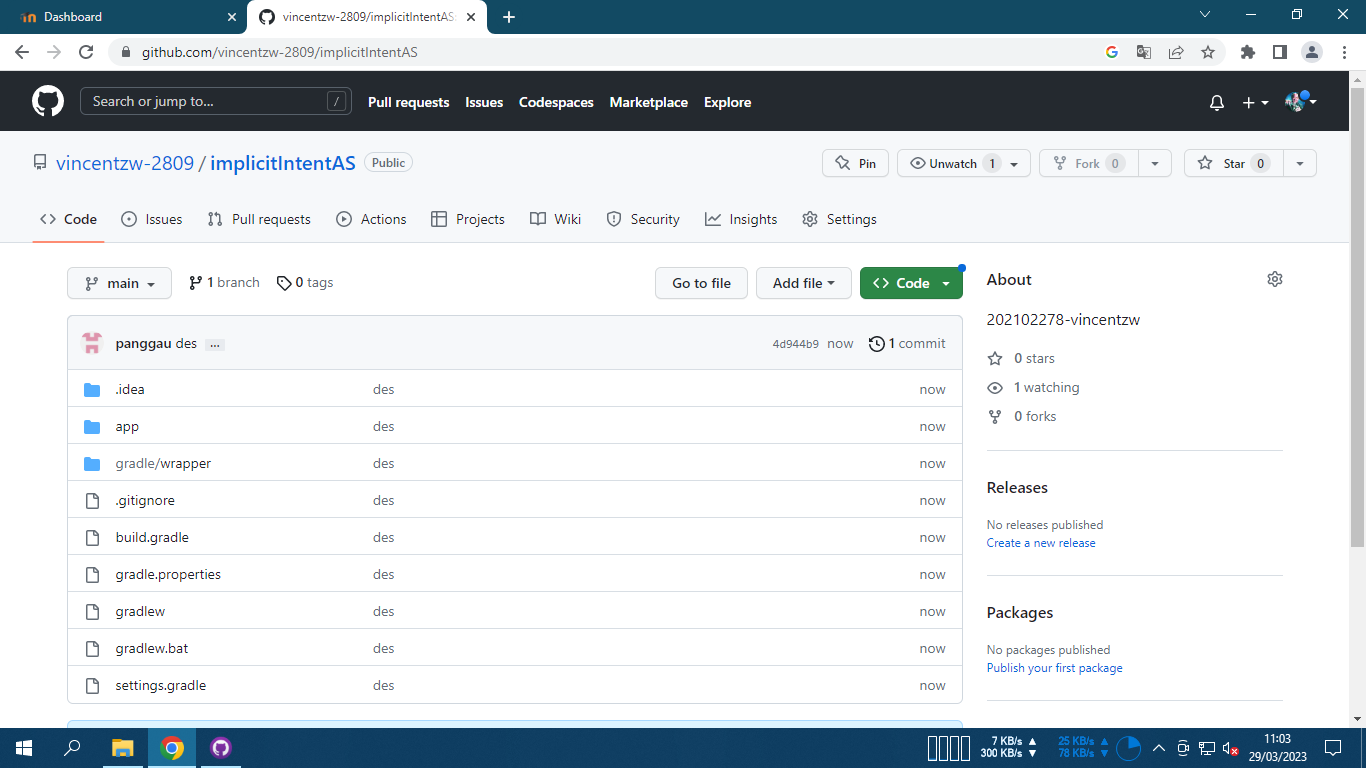 Dashboard
vincentzw-2809/implicitIntentAS
github.com/vincentzw-2809/implicitIntentAS
Search or jump to... /
Pull requests Issues Codespaces Marketplace Explore
vincentzw-2809 / implicitIntentAS Public
Pin Unwatch 1 Fork 0 Star 0
Code Issues Pull requests Actions Projects Wiki Security Insights Settings
main 1 branch 0 tags Go to file Add file Code
panggau des ... 4d944b9 now 1 commit
.idea des now
app des now
gradle/wrapper des now
.gitignore des now
build.gradle des now
gradle.properties des now
gradlew des now
gradlew.bat des now
settings.gradle des now
About
202102278-vincentzw
0 stars
1 watching
0 forks
Releases
No releases published
Create a new release
Packages
No packages published
Publish your first package
7 KB/s
300 KB/s
25 KB/s
78 KB/s
11:03
29/03/2023